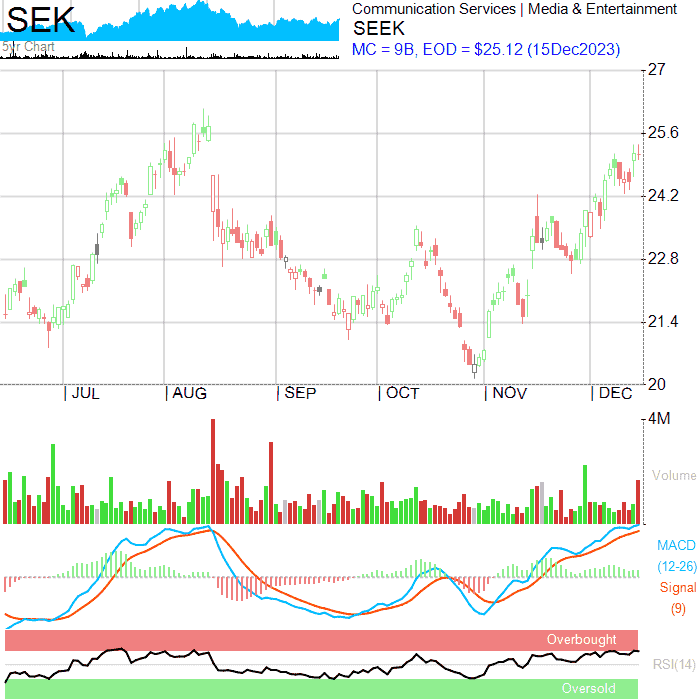 SEK
5yr Chart
Communication Services | Media & Entertainment
SEEK
MC = 9B, EOD = $25.12 (15Dec2023)
27
25.6
24.2
22.8
21.4
20
| JUL | AUG | SEP | OCT | NOV | DEC
4M
Volume
MACD
(12-26)
Signal
(9)
Overbought
RSI(14)
Oversold